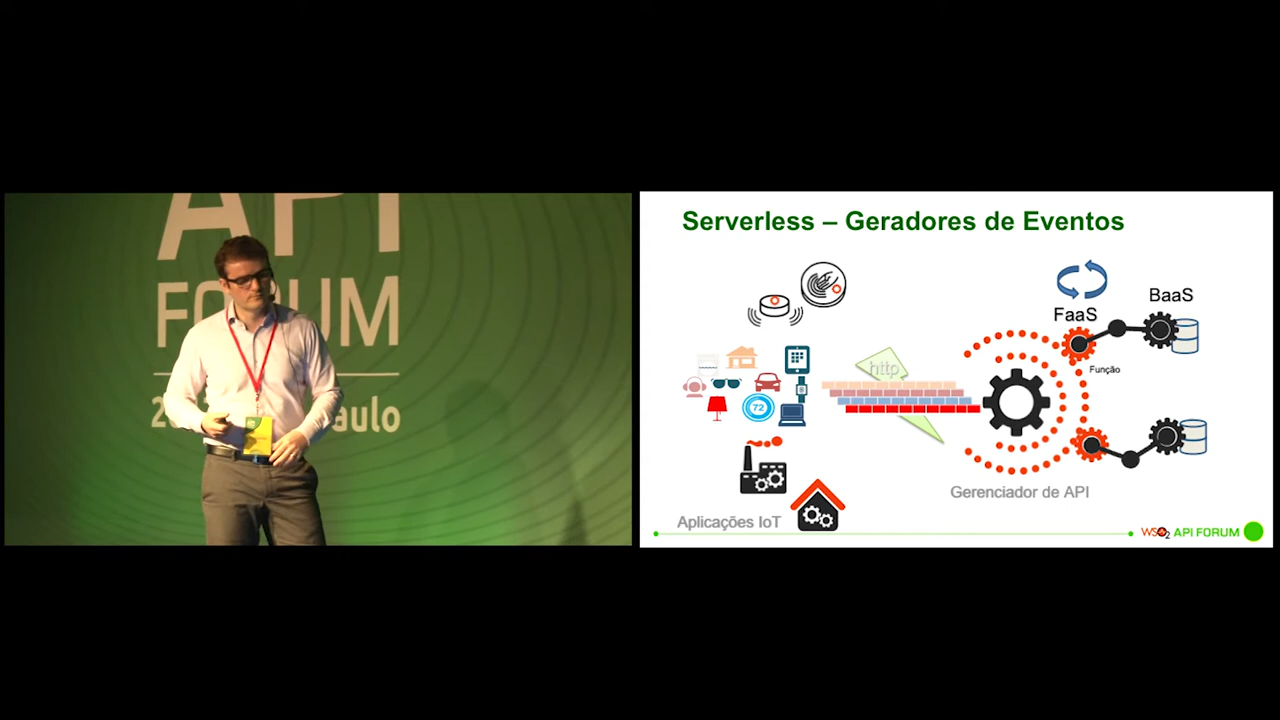 API
FORUM
Paulo
Serverless – Geradores de Eventos
BaaS
FaaS
Função
http
72
Gerenciador de API
Aplicações IoT
WSO2 API FORUM